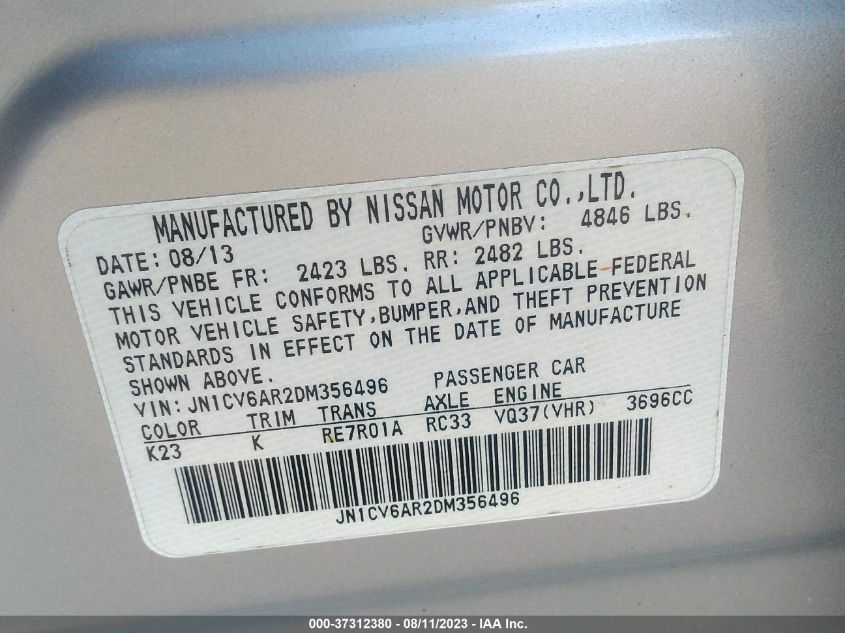 MANUFACTURED BY NISSAN MOTOR CO.,LTD.
DATE: 08/13 GVWR/PNBV: 4846 LBS.
GAWR/PNBE FR: 2423 LBS. RR: 2482 LBS.
THIS VEHICLE CONFORMS TO ALL APPLICABLE FEDERAL
MOTOR VEHICLE SAFETY,BUMPER,AND THEFT PREVENTION
STANDARDS IN EFFECT ON THE DATE OF MANUFACTURE
SHOWN ABOVE.
VIN: JN1CV6AR2DM356496 PASSENGER CAR
COLOR TRIM TRANS AXLE ENGINE
K23 K RE7R01A RC33 VQ37(VHR) 3696CC
JN1CV6AR2DM356496
000-37312380 - 08/11/2023 - IAA Inc.